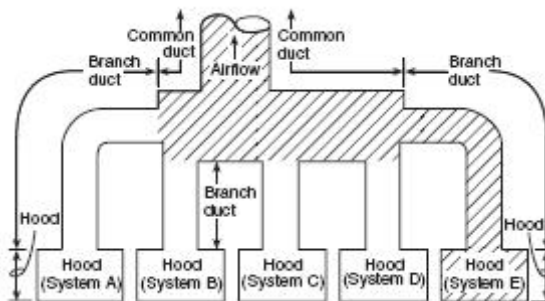 Common
duct
Common
duct
Branch
duct
Airflow
Branch
duct
Branch
duct
Hood
Hood
Hood
(System A)
Hood
(System B)
Hood
(System C)
Hood
(System D)
Hood
(System E)